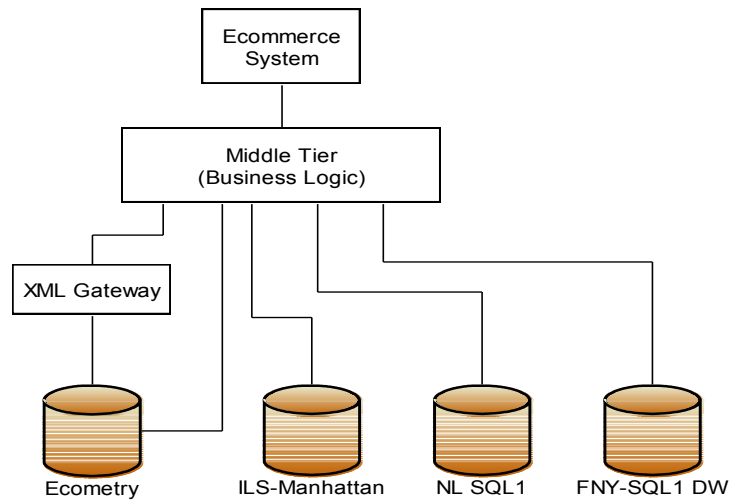 Ecommerce
System
Middle Tier
(Business Logic)
XML Gateway
Ecometry
ILS-Manhattan
NL SQL1
FNY-SQL1 DW